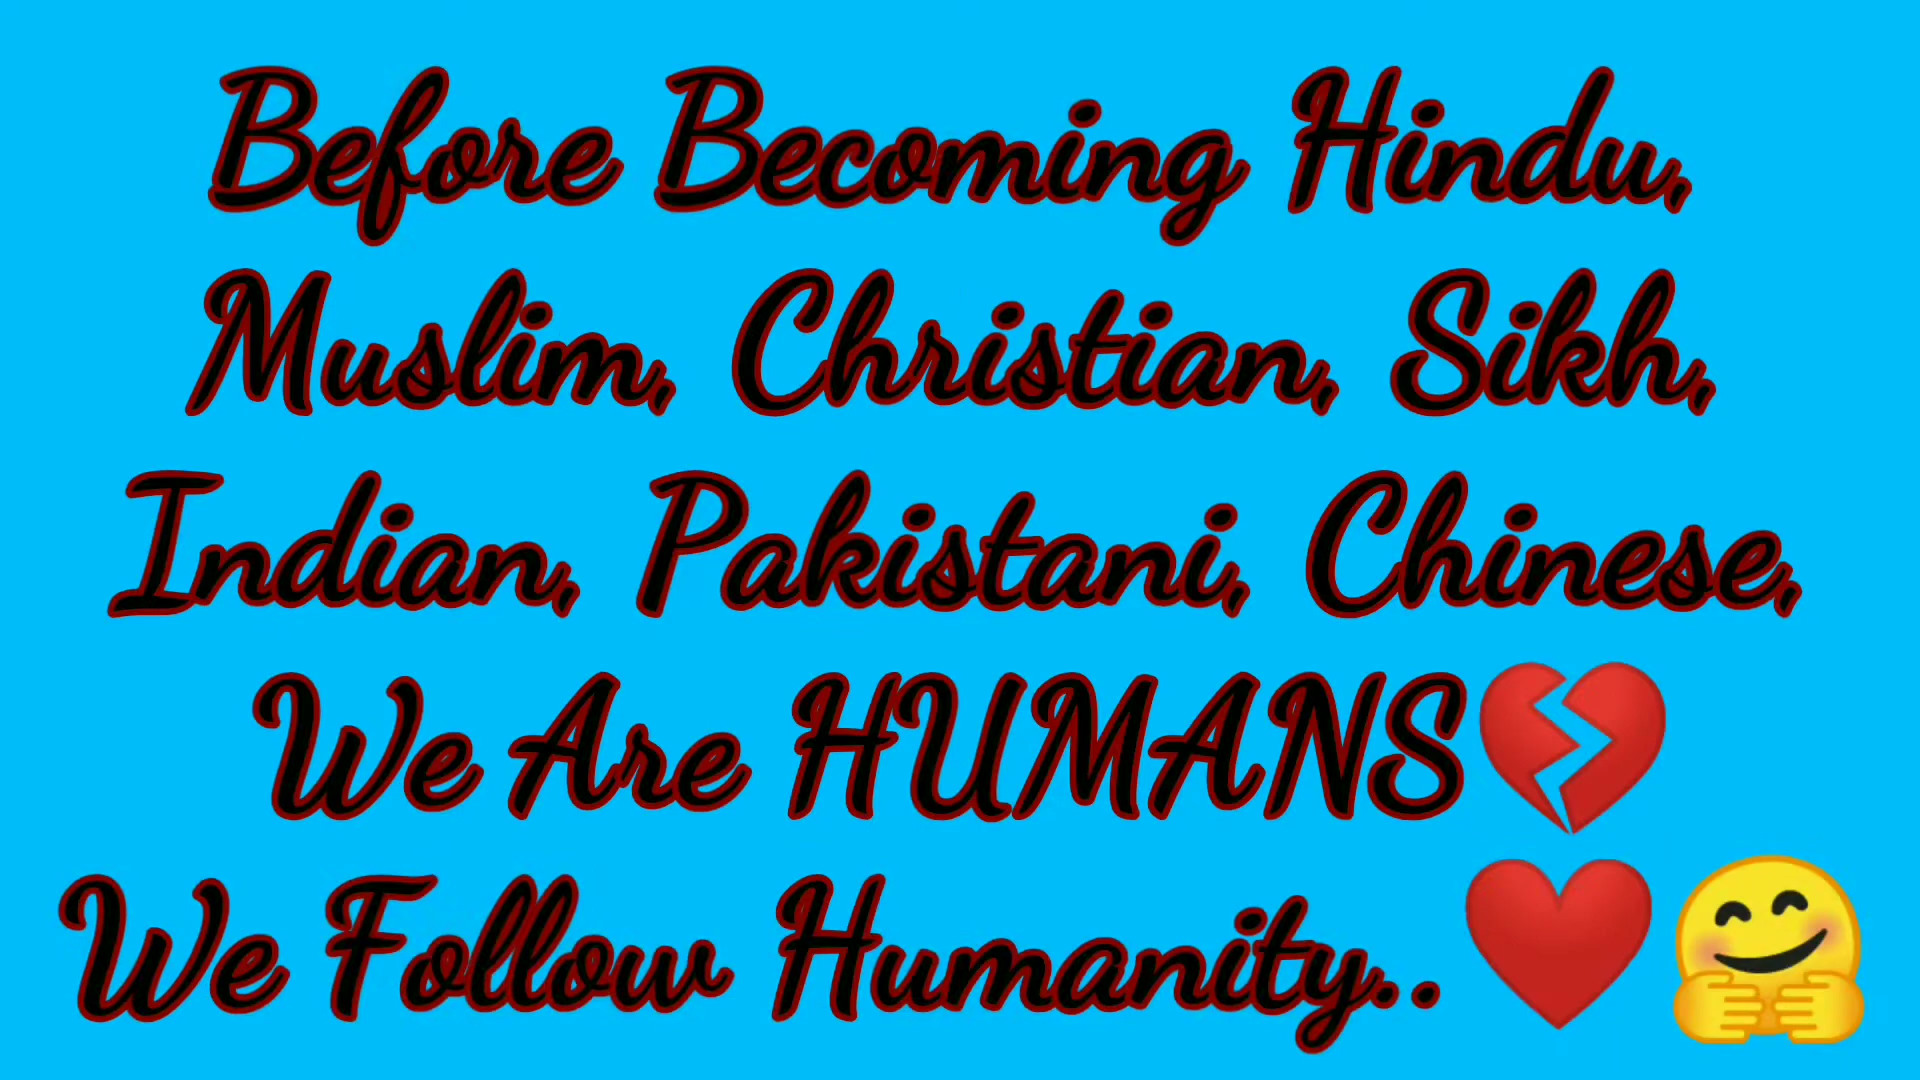 Before Becoming Hindu,
Muslim, Christian, Sikh,
Indian, Pakistani, Chinese,
We Are HUMANS💔
We Follow Humanity.. ❤️🤗